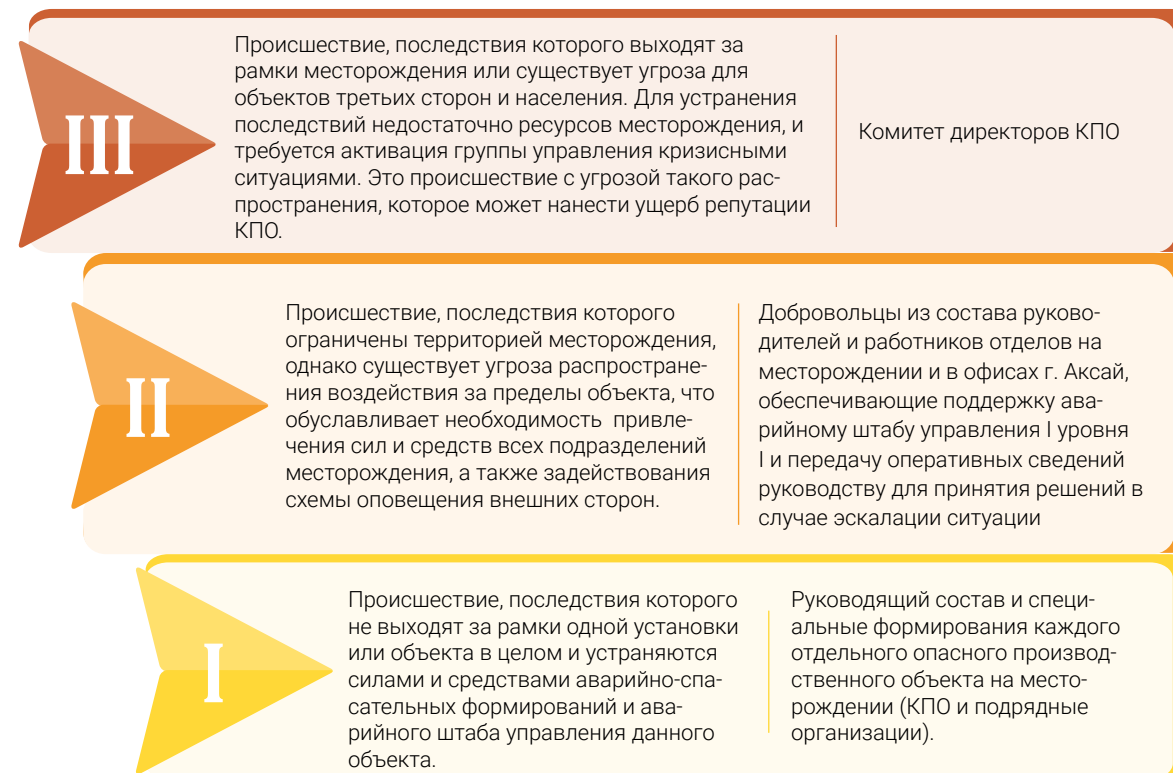 III
Происшествие, последствия которого выходят за
рамки месторождения или существует угроза для
объектов третьих сторон и населения. Для устранения
последствий недостаточно ресурсов месторождения, и
требуется активация группы управления кризисными
ситуациями. Это происшествие с угрозой такого рас-
пространения, которое может нанести ущерб репутации
КПО.
Комитет директоров КПО
II
Происшествие, последствия которого
ограничены территорией месторождения,
однако существует угроза распростране-
ния воздействия за пределы объекта, что
обуславливает необходимость привле-
чения сил и средств всех подразделений
месторождения, а также задействования
схемы оповещения внешних сторон.
Добровольцы из состава руково-
дителей и работников отделов на
месторождении и в офисах г. Аксай,
обеспечивающие поддержку ава-
рийному штабу управления I уровня
I и передачу оперативных сведений
руководству для принятия решений в
случае эскалации ситуации
I
Происшествие, последствия которого
не выходят за рамки одной установки
или объекта в целом и устраняются
силами и средствами аварийно-спа-
сательных формирований и ава-
рийного штаба управления данного
объекта.
Руководящий состав и специ-
альные формирования каждого
отдельного опасного производ-
ственного объекта на место-
рождении (КПО и подрядные
организации).